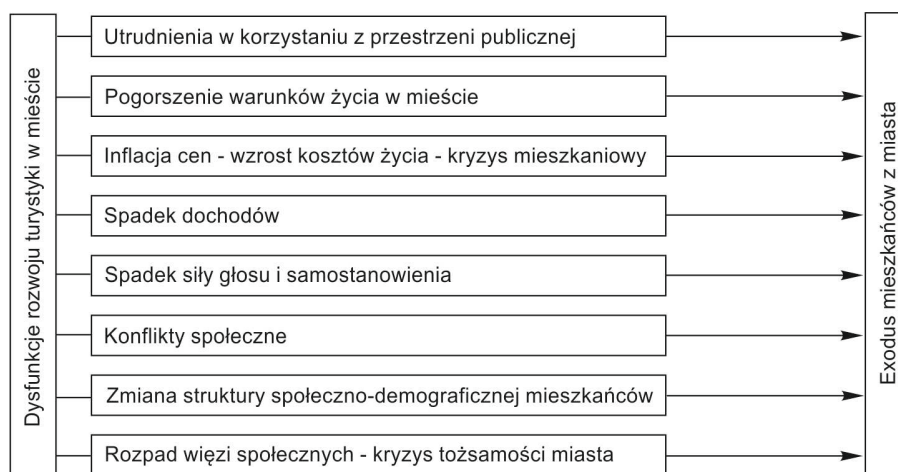 Dysfunkcje rozwoju turystyki w mieście
Utrudnienia w korzystaniu z przestrzeni publicznej
Pogorszenie warunków życia w mieście
Inflacja cen - wzrost kosztów życia - kryzys mieszkaniowy
Spadek dochodów
Spadek siły głosu i samostanowienia
Konflikty społeczne
Zmiana struktury społeczno-demograficznej mieszkańców
Rozpad więzi społecznych - kryzys tożsamości miasta
Exodus mieszkańców z miasta